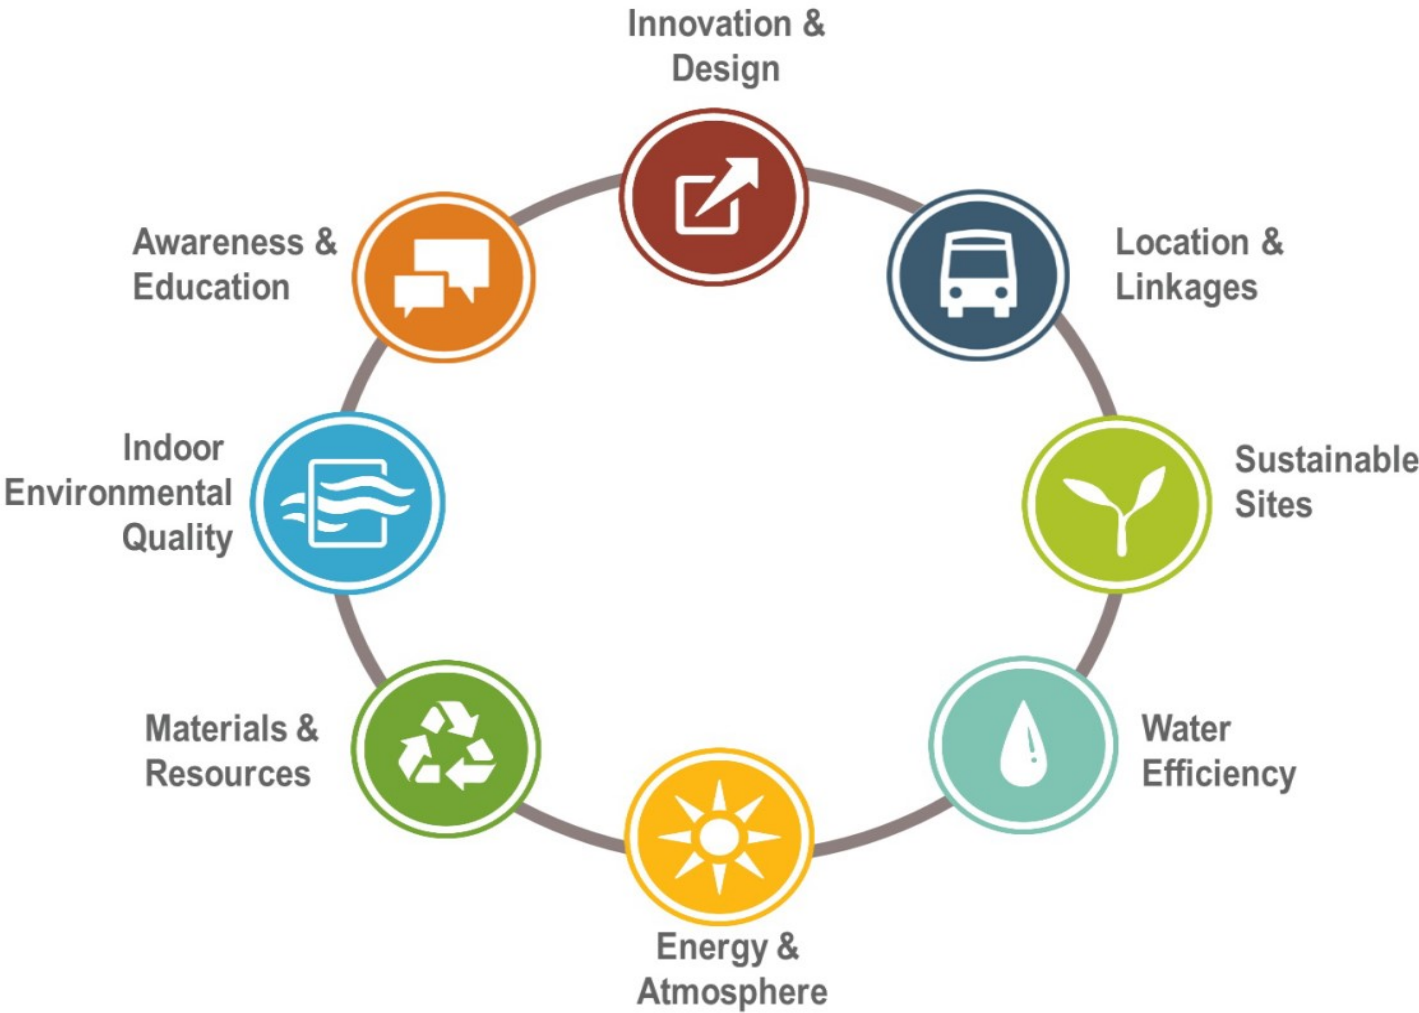 Innovation &
Design
Awareness &
Education
Location &
Linkages
Indoor
Environmental
Quality
Sustainable
Sites
Materials &
Resources
Water
Efficiency
Energy &
Atmosphere